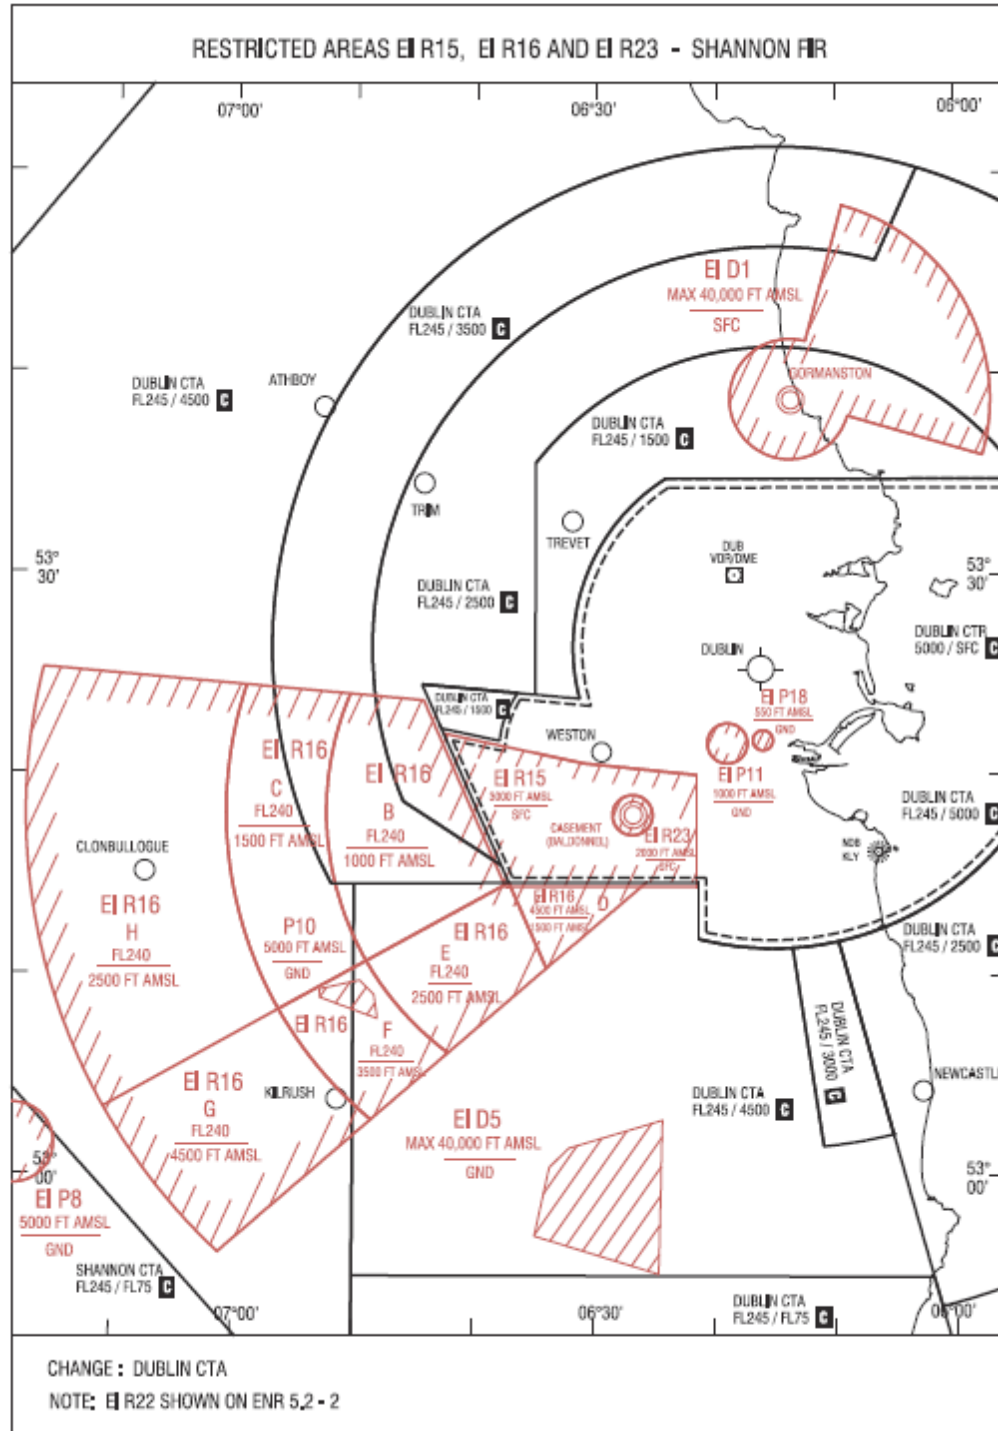 RESTRICTED AREAS EI R15, EI R16 AND EI R23 - SHANNON FIR
07°00'
06°30'
06°00'
EI D1
MAX 40,000 FT AMSL
SFC
DUBLIN CTA
FL245 / 3500 C
ATHBOY
DUBLIN CTA
FL245 / 4500 C
GORMANSTON
DUBLIN CTA
FL245 / 1500 C
TRIM
TREVET
DUB
VOR/DME
53°
30'
53°
30'
DUBLIN CTA
FL245 / 2500 C
DUBLIN CTR
5000 / SFC C
DUBLIN
DUBLIN CTA
FL245 / 1500 C
EI P18
550 FT AMSL
GND
WESTON
EI R16
C
FL240
1500 FT AMSL
EI R16
B
FL240
1000 FT AMSL
EI R15
3000 FT AMSL
SFC
EI P11
1000 FT AMSL
GND
CASEMENT
(BALDONNEL)
EI R23
2000 FT AMSL
SFC
DUBLIN CTA
FL245 / 5000 C
NDB
KLY
CLONBULLOGUE
EI R16
H
FL240
2500 FT AMSL
P10
5000 FT AMSL
GND
EI R16
E
FL240
2500 FT AMSL
EI R16
D
4500 FT AMSL
1500 FT AMSL
DUBLIN CTA
FL245 / 2500 C
EI R16
F
FL240
3500 FT AMSL
DUBLIN CTA
FL245 / 3000 C
EI R16
G
FL240
4500 FT AMSL
KILRUSH
NEWCASTLE
DUBLIN CTA
FL245 / 4500 C
EI D5
MAX 40,000 FT AMSL
GND
53°
00'
53°
00'
EI P8
5000 FT AMSL
GND
SHANNON CTA
FL245 / FL75 C
DUBLIN CTA
FL245 / FL75 C
07°00'
06°30'
06°00'
CHANGE : DUBLIN CTA
NOTE: EI R22 SHOWN ON ENR 5.2 - 2